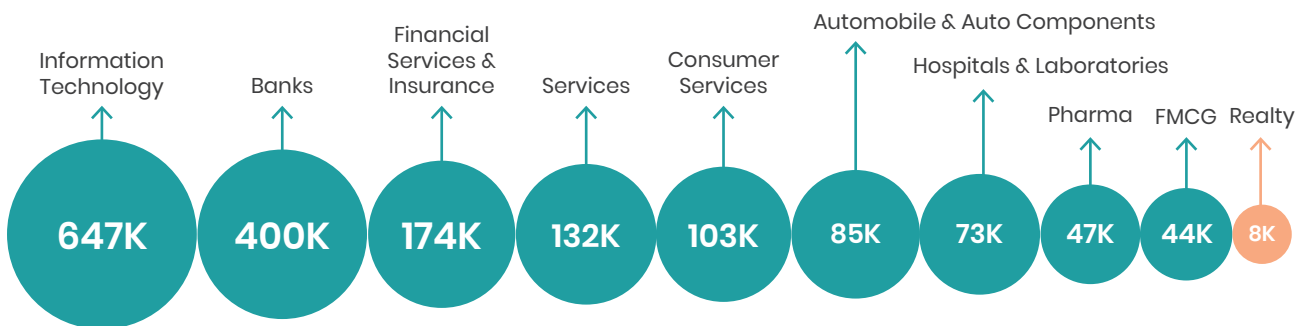 Information
Technology
Banks
Financial
Services &
Insurance
Services
Consumer
Services
Automobile & Auto Components
Hospitals & Laboratories
Pharma
FMCG
Realty
647K
400K
174K
132K
103K
85K
73K
47K
44K
8K